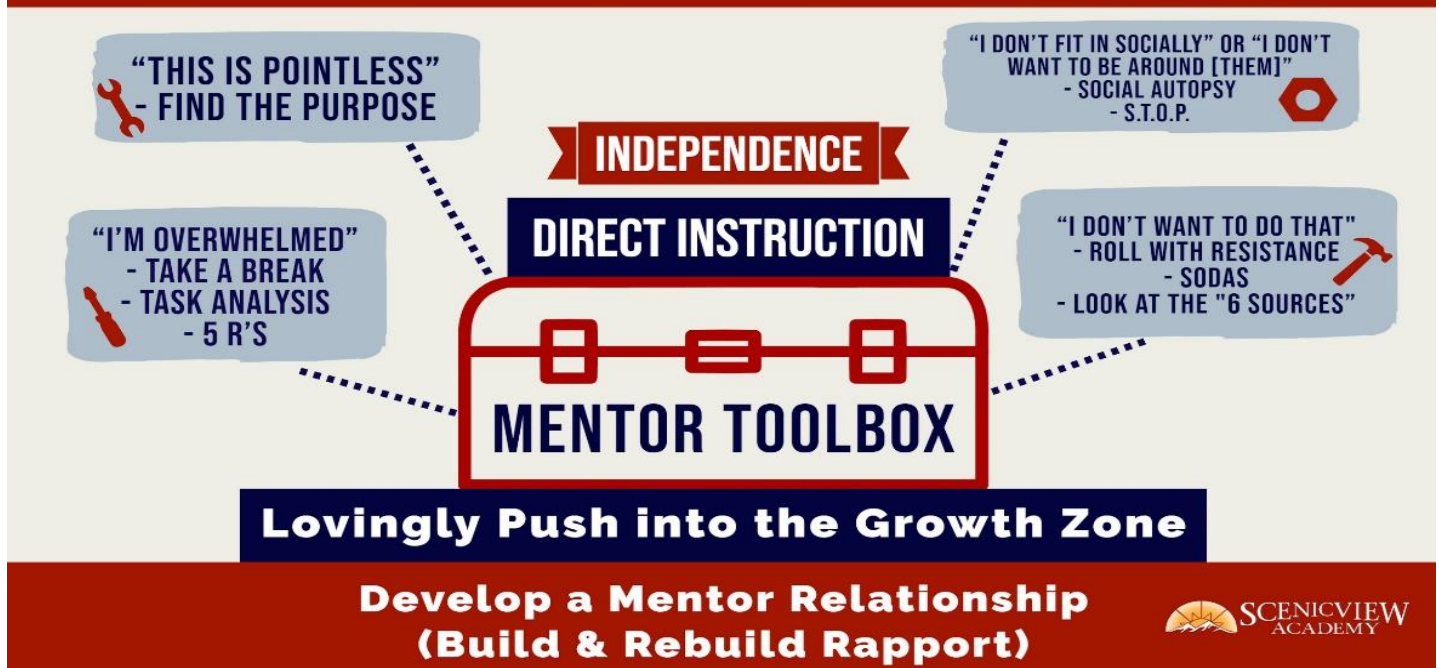 “THIS IS POINTLESS”
- FIND THE PURPOSE
“I DON’T FIT IN SOCIALLY” OR “I DON’T
WANT TO BE AROUND [THEM]”
- SOCIAL AUTOPSY
- S.T.O.P.
INDEPENDENCE
DIRECT INSTRUCTION
“I’M OVERWHELMED”
- TAKE A BREAK
- TASK ANALYSIS
- 5 R’S
“I DON’T WANT TO DO THAT"
- ROLL WITH RESISTANCE
- SODAS
- LOOK AT THE "6 SOURCES”
MENTOR TOOLBOX
Lovingly Push into the Growth Zone
Develop a Mentor Relationship
(Build & Rebuild Rapport)
SCENICVIEW
ACADEMY